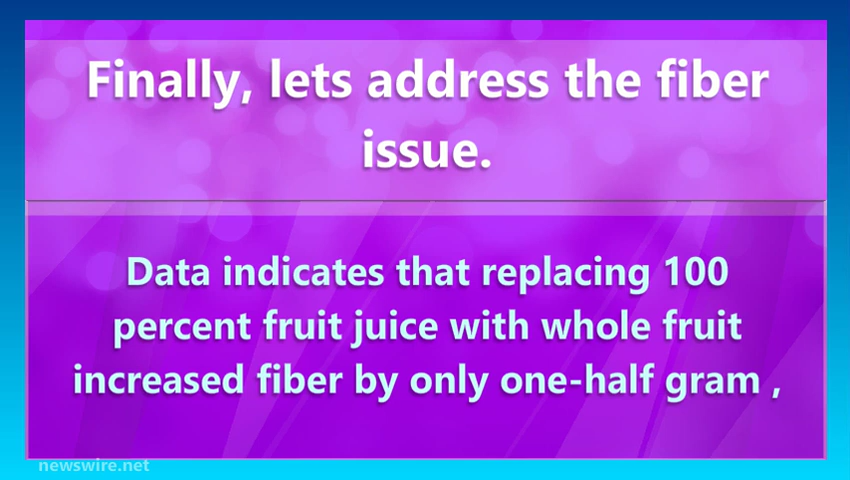 Finally, lets address the fiber
issue.
Data indicates that replacing 100
percent fruit juice with whole fruit
increased fiber by only one-half gram ,
newswire.net